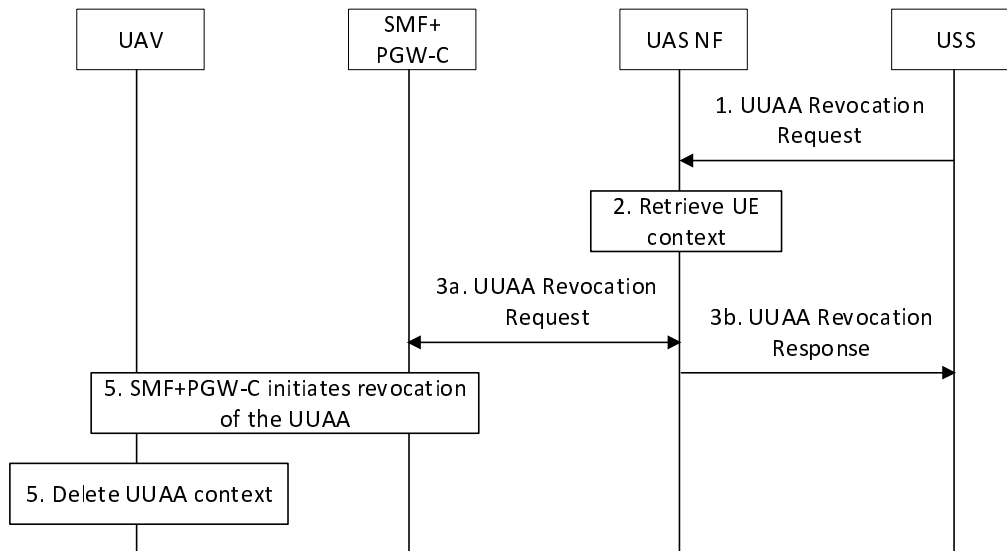 UAV
SMF+
PGW-C
UAS NF
USS
1. UUAA Revocation
Request
2. Retrieve UE
context
3a. UUAA Revocation
Request
3b. UUAA Revocation
Response
5. SMF+PGW-C initiates revocation
of the UUAA
5. Delete UUAA context